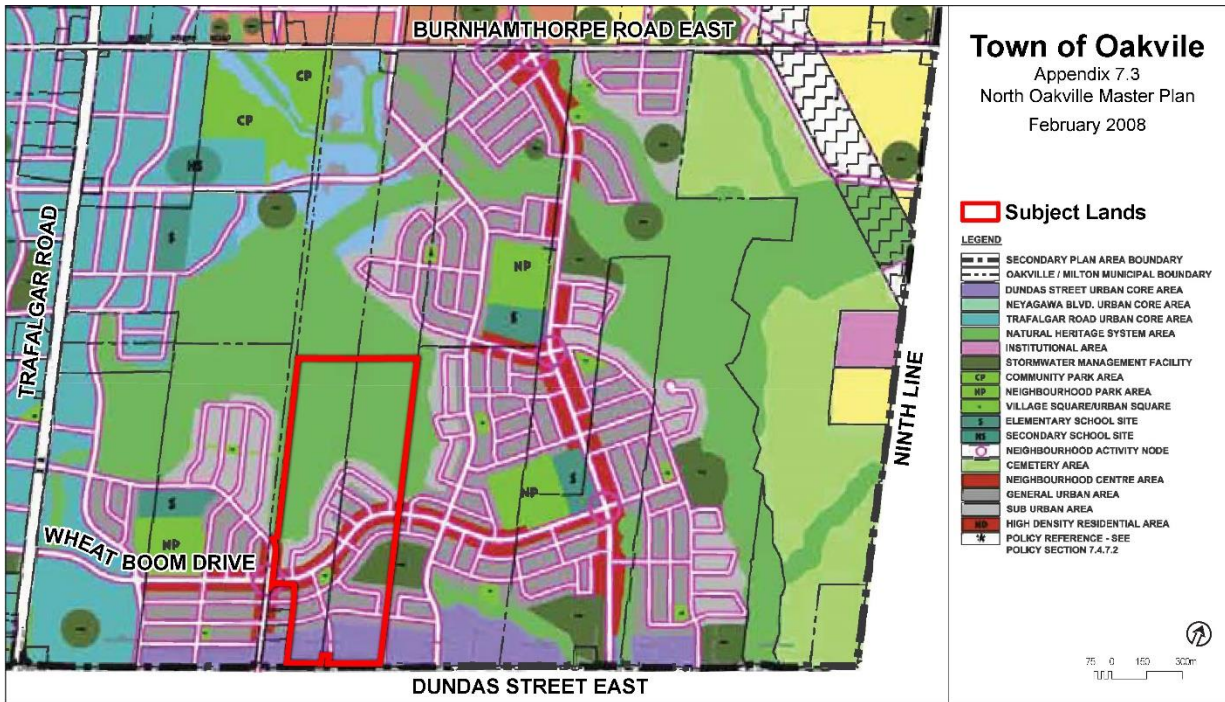 BURNHAMTHORPE ROAD EAST
CP
CP
HS
S
TRAFALGAR ROAD
NP
S
NINTH LINE
S
NP
S
NP
WHEAT BOOM DRIVE
DUNDAS STREET EAST
Town of Oakvile
Appendix 7.3
North Oakville Master Plan
February 2008
Subject Lands
LEGEND
SECONDARY PLAN AREA BOUNDARY
OAKVILLE / MILTON MUNICIPAL BOUNDARY
DUNDAS STREET URBAN CORE AREA
NEYAGAWA BLVD. URBAN CORE AREA
TRAFALGAR ROAD URBAN CORE AREA
NATURAL HERITAGE SYSTEM AREA
INSTITUTIONAL AREA
STORMWATER MANAGEMENT FACILITY
CP COMMUNITY PARK AREA
NP NEIGHBOURHOOD PARK AREA
VILLAGE SQUARE/URBAN SQUARE
S ELEMENTARY SCHOOL SITE
HS SECONDARY SCHOOL SITE
NEIGHBOURHOOD ACTIVITY NODE
CEMETERY AREA
NEIGHBOURHOOD CENTRE AREA
GENERAL URBAN AREA
SUB URBAN AREA
HD HIGH DENSITY RESIDENTIAL AREA
* POLICY REFERENCE - SEE
POLICY SECTION 7.4.7.2
75 0 150 300m